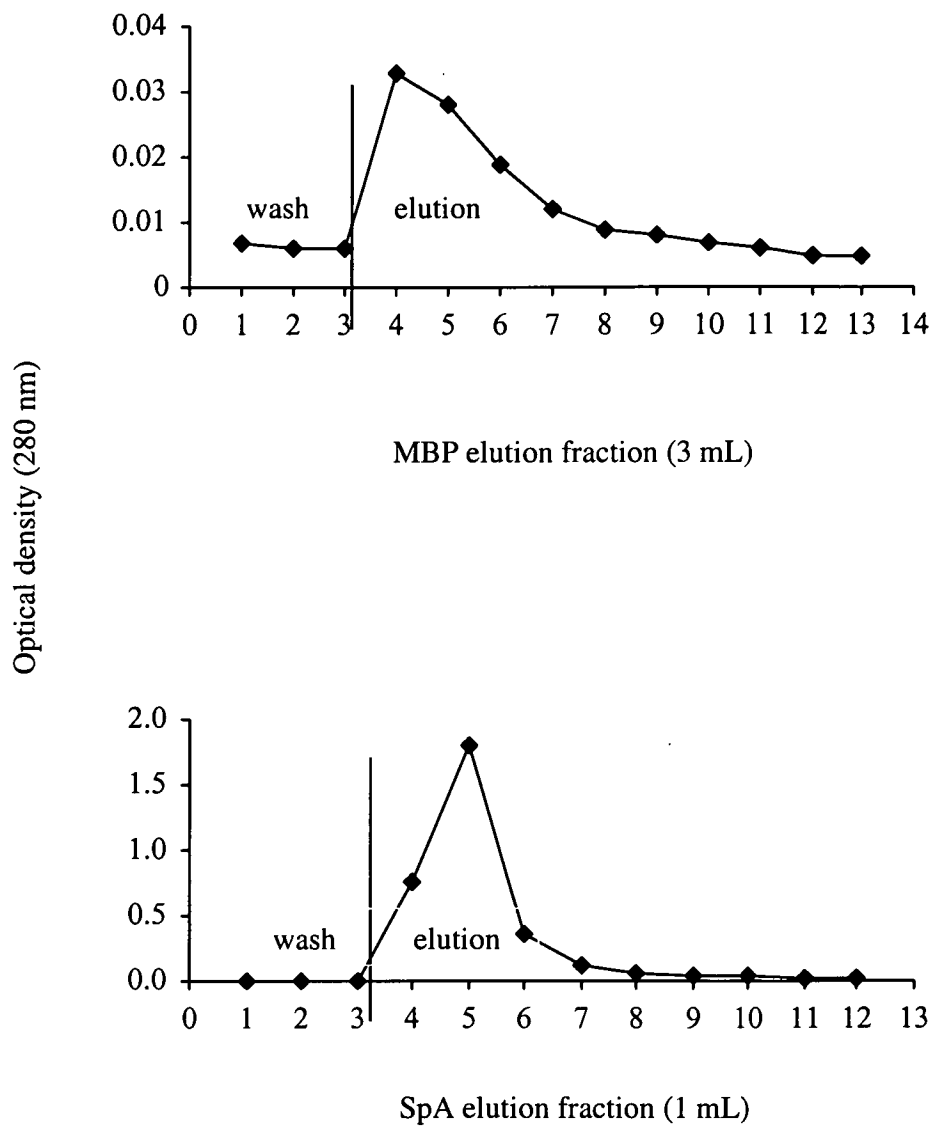 0.04
0.03
0.02
0.01
0
wash
elution
0 1 2 3 4 5 6 7 8 9 10 11 12 13 14
MBP elution fraction (3 mL)
Optical density (280 nm)
2.0
1.5
1.0
0.5
0.0
wash
elution
0 1 2 3 4 5 6 7 8 9 10 11 12 13
SpA elution fraction (1 mL)